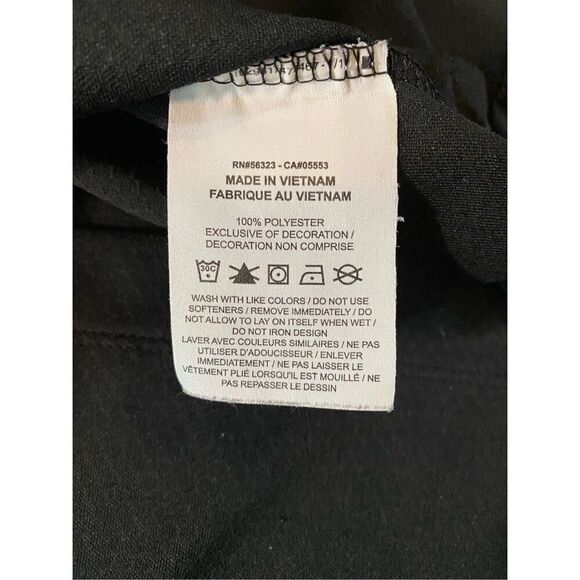 RN#56323 - CA#05553
MADE IN VIETNAM
FABRIQUE AU VIETNAM
100% POLYESTER
EXCLUSIVE OF DECORATION /
DECORATION NON COMPRISE
30C
WASH WITH LIKE COLORS / DO NOT USE
SOFTENERS / REMOVE IMMEDIATELY / DO
NOT ALLOW TO LAY ON ITSELF WHEN WET /
DO NOT IRON DESIGN
LAVER AVEC COULEURS SIMILAIRES / NE PAS
UTILISER D'ADOUCISSEUR / ENLEVER
IMMÉDIATEMENT / NE PAS LAISSER LE
VÊTEMENT PLIÉ LORSQU'IL EST MOUILLÉ / NE
PAS REPASSER LE DESSIN